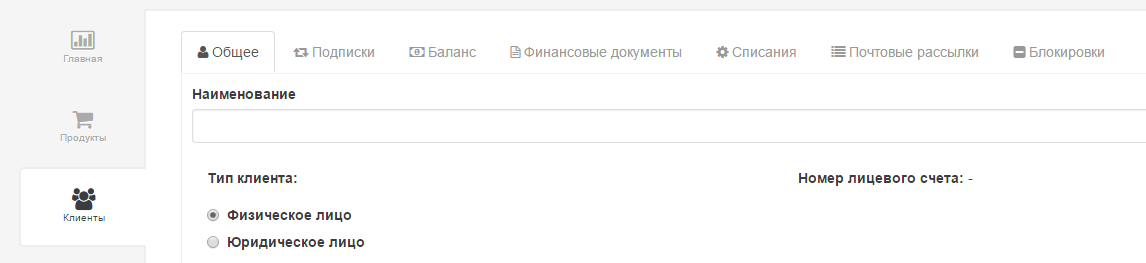 Главная
Продукты
Клиенты
Общее Подписки Баланс Финансовые документы Списания Почтовые рассылки Блокировки
Наименование
Тип клиента: Номер лицевого счета: -
Физическое лицо
Юридическое лицо